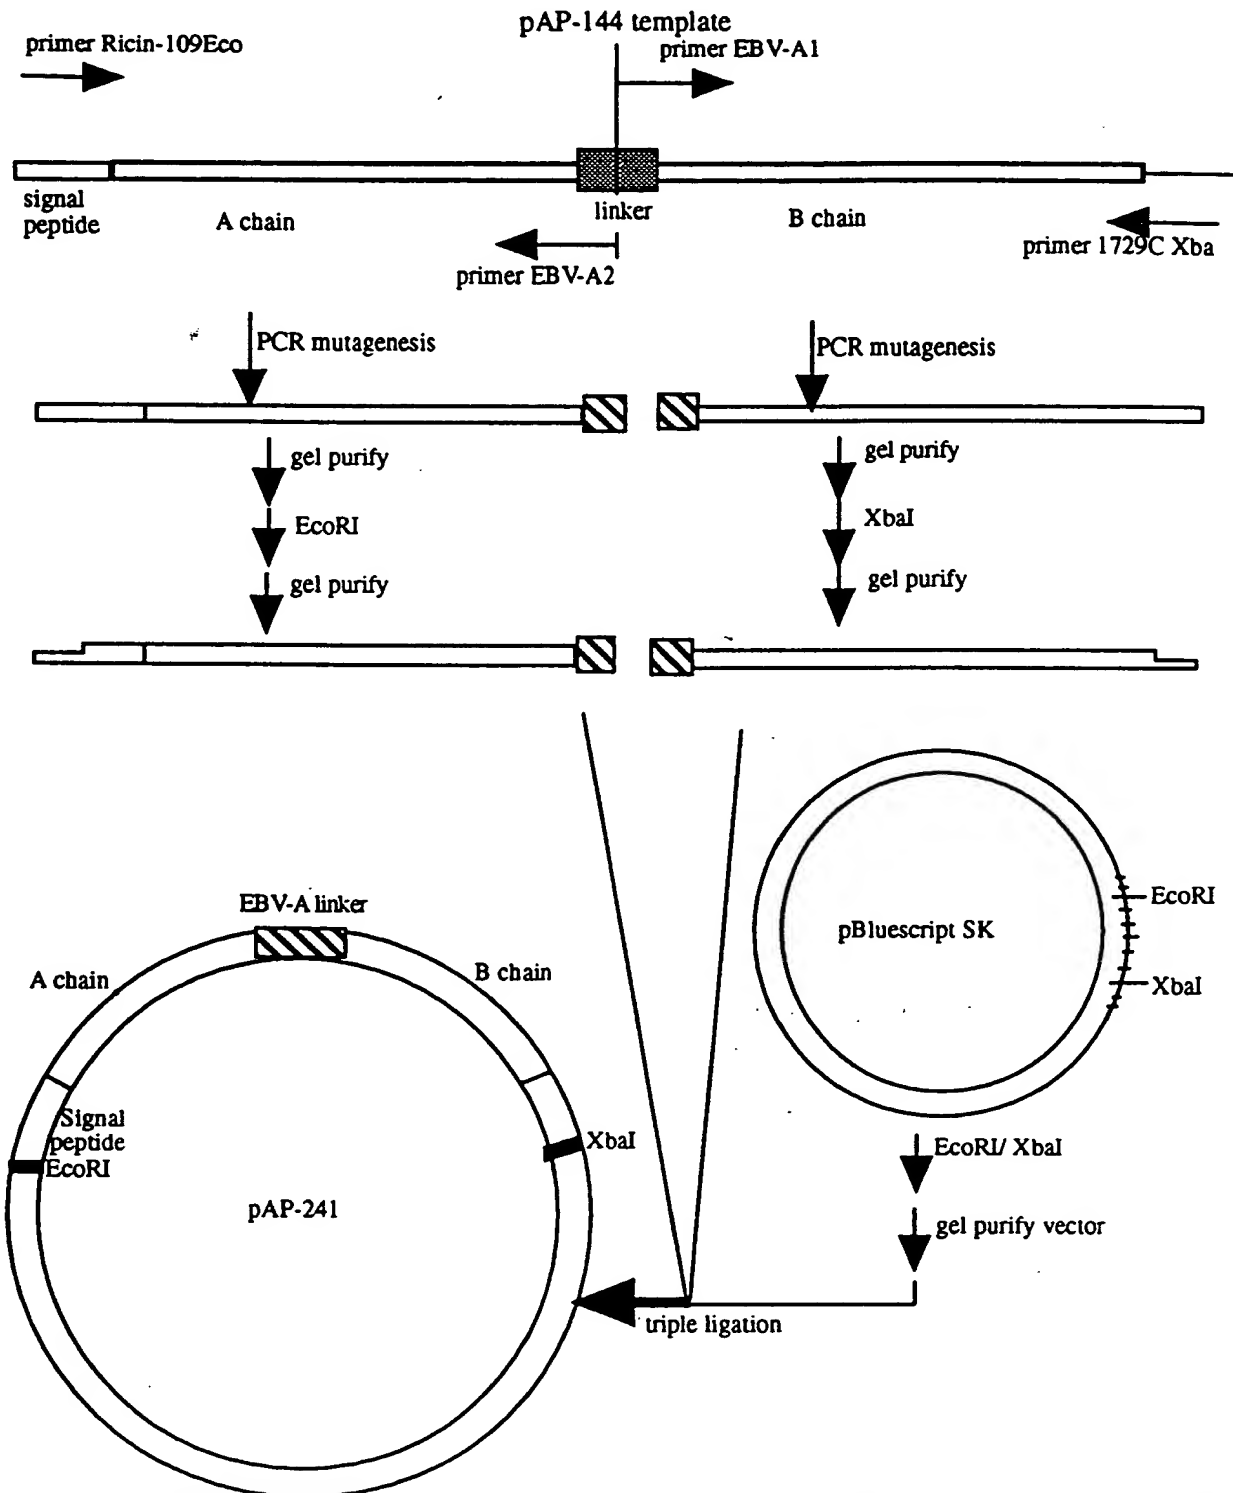 pAP-144 template
primer Ricin-109Eco
primer EBV-A1
signal
peptide
A chain
linker
B chain
primer EBV-A2
primer 1729C Xba
PCR mutagenesis
PCR mutagenesis
gel purify
gel purify
EcoRI
XbaI
gel purify
gel purify
EBV-A linker
A chain
B chain
pBluescript SK
EcoRI
XbaI
Signal
peptide
EcoRI
XbaI
pAP-241
EcoRI/ XbaI
gel purify vector
triple ligation